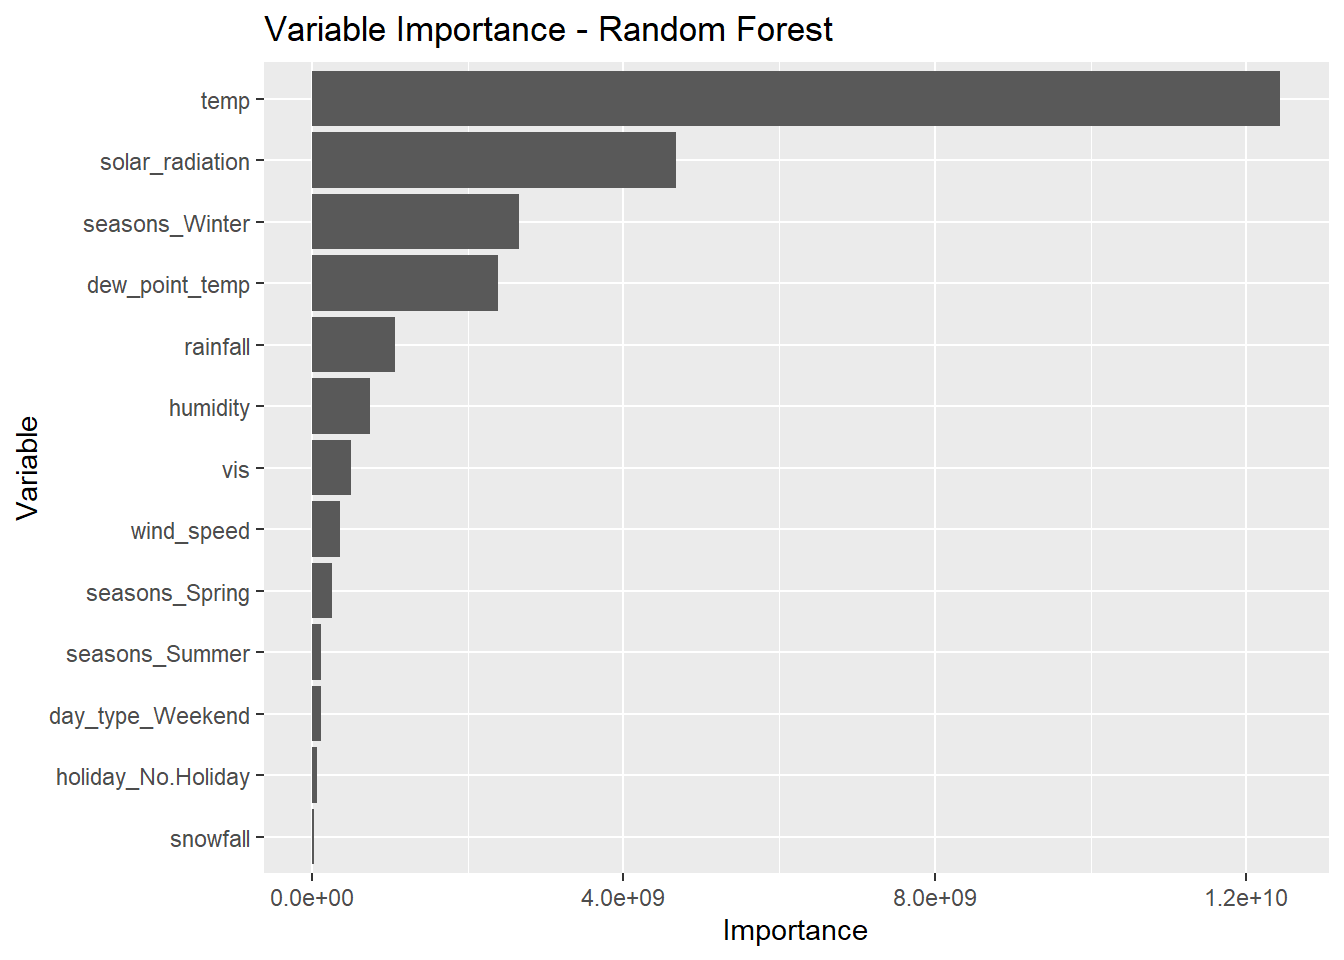 Variable Importance - Random Forest
temp
solar_radiation
seasons_Winter
dew_point_temp
rainfall
humidity
vis
wind_speed
seasons_Spring
seasons_Summer
day_type_Weekend
holiday_No.Holiday
snowfall
Variable
0.0e+00 4.0e+09 8.0e+09 1.2e+10
Importance